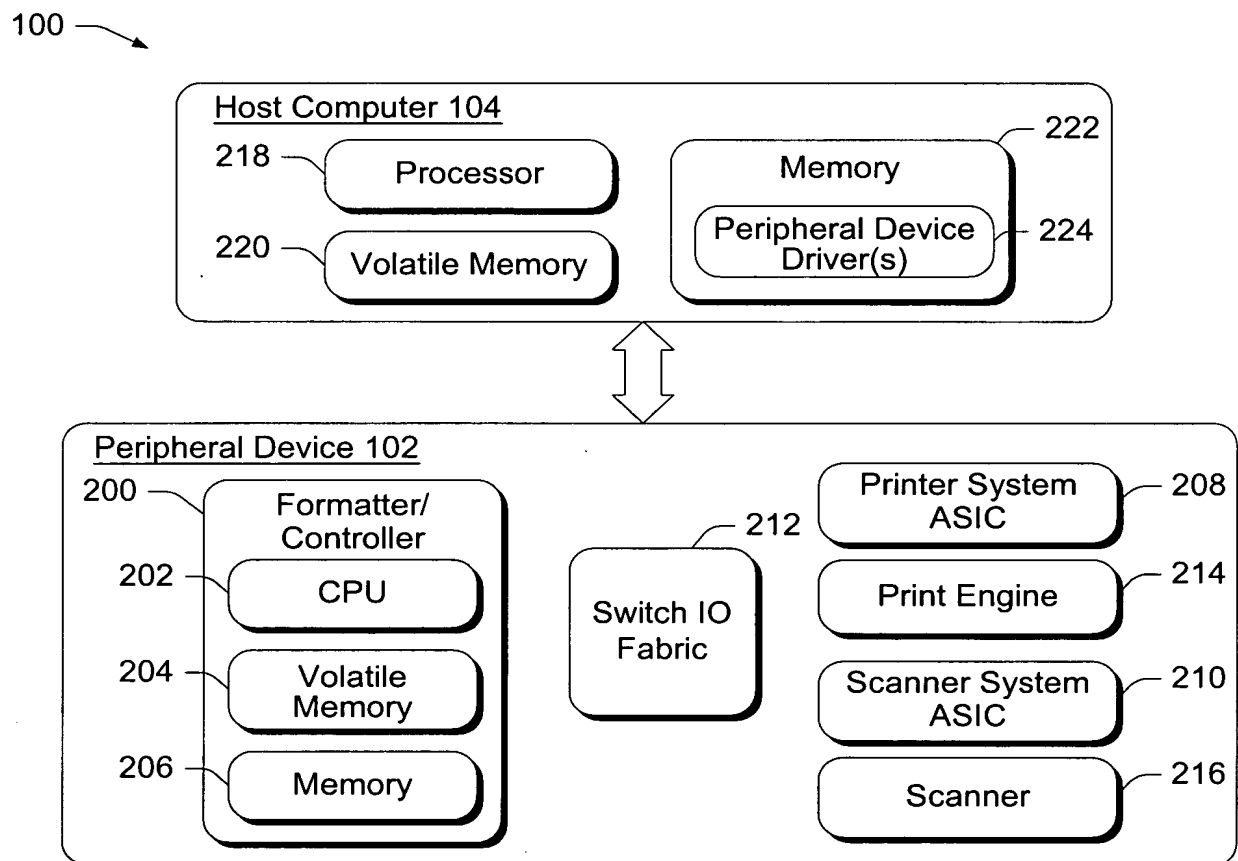 100
Host Computer 104
218
Processor
220
Volatile Memory
222
Memory
Peripheral Device
Driver(s)
224
Peripheral Device 102
200
Formatter/
Controller
202
CPU
204
Volatile
Memory
206
Memory
212
Switch IO
Fabric
Printer System
ASIC
208
Print Engine
214
Scanner System
ASIC
210
Scanner
216